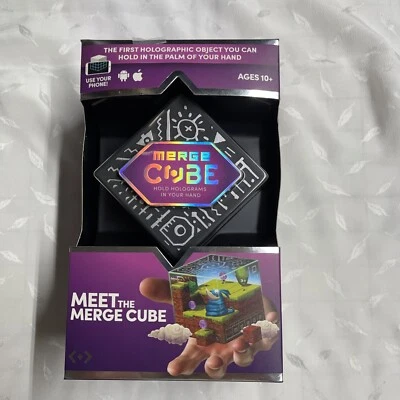 THE FIRST HOLOGRAPHIC OBJECT YOU CAN
HOLD IN THE PALM OF YOUR HAND
USE YOUR
PHONE!
AGES 10+
MERGE
CUBE
HOLD HOLOGRAMS
IN YOUR HAND
MEET THE
MERGE CUBE